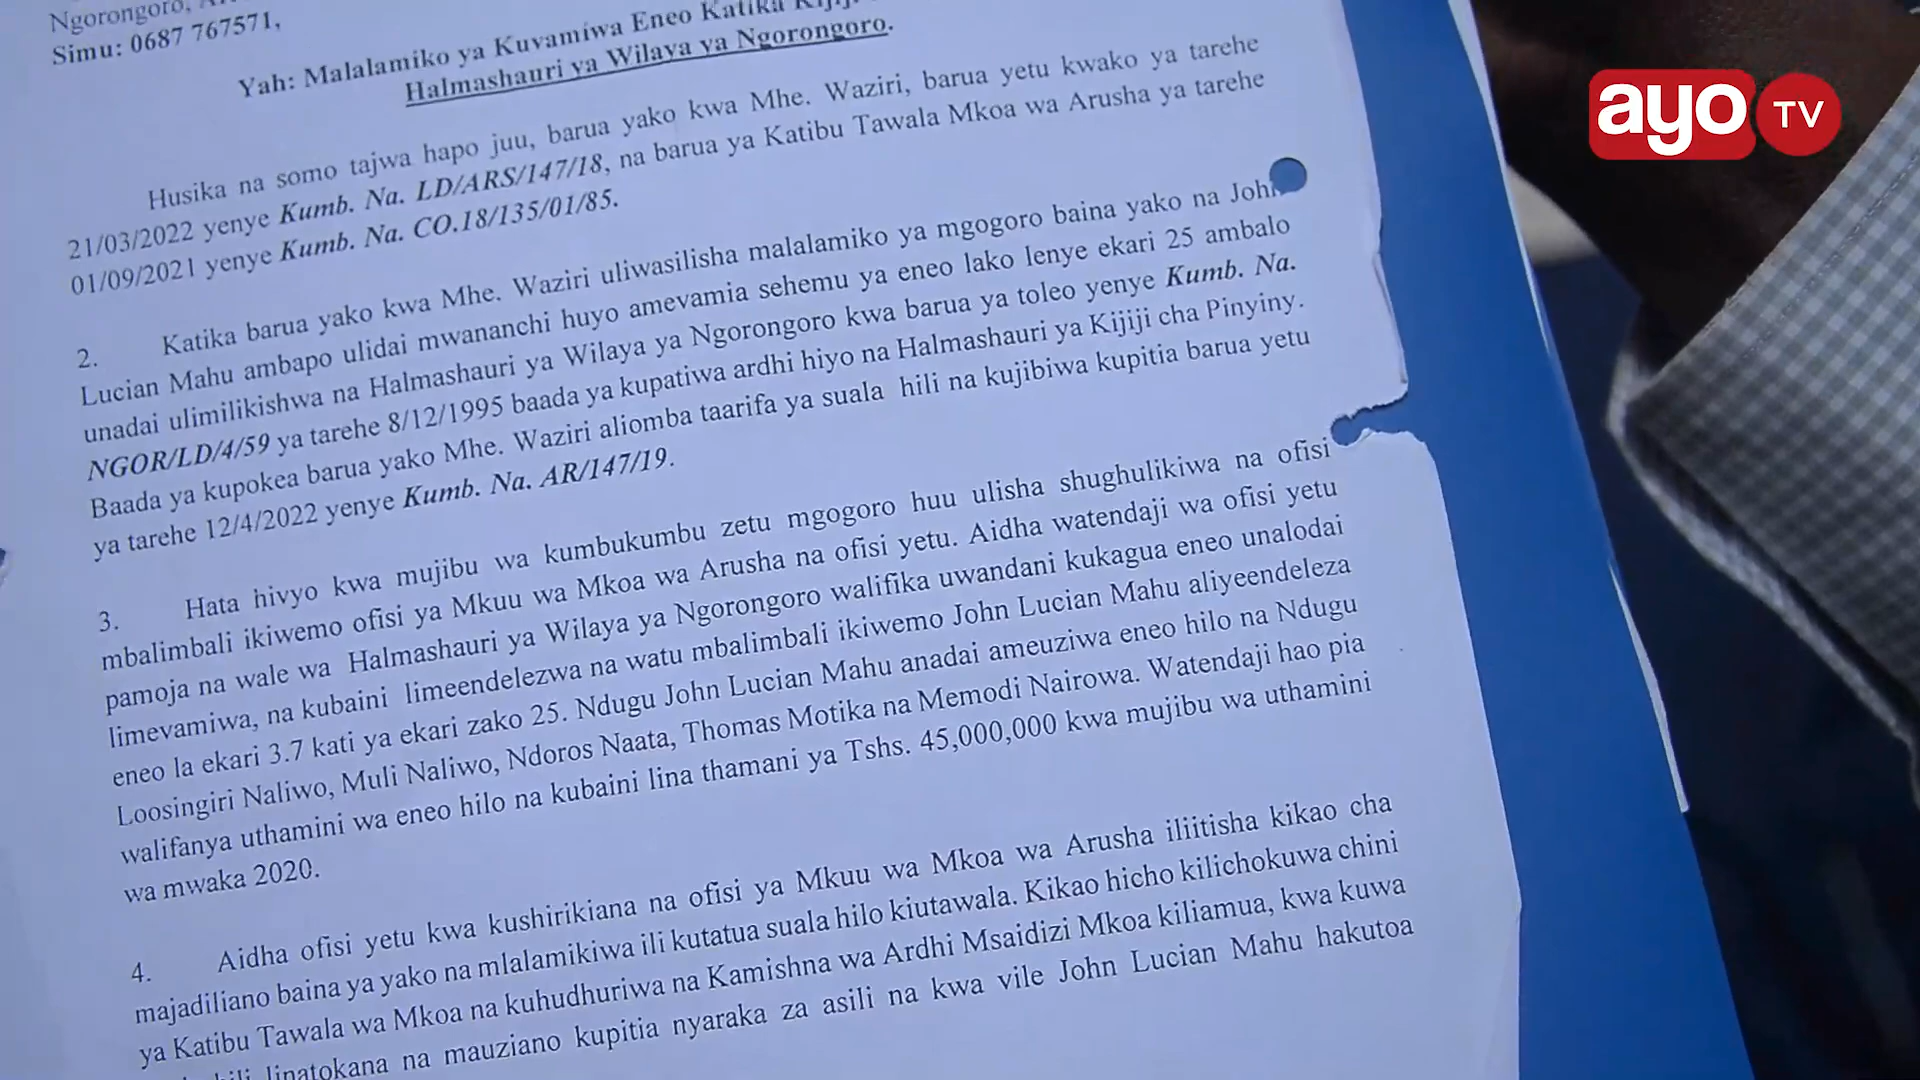 Ngorongoro,
Simu: 0687 767571,
Yah: Malalamiko ya Kuvamiwa Eneo Katika
Halmashauri ya Wilaya ya Ngorongoro.
Husika na somo tajwa hapo juu, barua yako kwa Mhe. Waziri, barua yetu kwako ya tarehe
21/03/2022 yenye Kumb. Na. LD/ARS/147/18, na barua ya Katibu Tawala Mkoa wa Arusha ya tarehe
01/09/2021 yenye Kumb. Na. CO.18/135/01/85.
2. Katika barua yako kwa Mhe. Waziri uliwasilisha malalamiko ya mgogoro baina yako na John
Lucian Mahu ambapo ulidai mwananchi huyo amevamia sehemu ya eneo lako lenye ekari 25 ambalo
unadai ulimilikishwa na Halmashauri ya Wilaya ya Ngorongoro kwa barua ya toleo yenye Kumb. Na.
NGOR/LD/4/59 ya tarehe 8/12/1995 baada ya kupatiwa ardhi hiyo na Halmashauri ya Kijiji cha Pinyiny.
Baada ya kupokea barua yako Mhe. Waziri aliomba taarifa ya suala hili na kujibiwa kupitia barua yetu
ya tarehe 12/4/2022 yenye Kumb. Na. AR/147/19.
3. Hata hivyo kwa mujibu wa kumbukumbu zetu mgogoro huu ulisha shughulikiwa na ofisi
mbalimbali ikiwemo ofisi ya Mkuu wa Mkoa wa Arusha na ofisi yetu. Aidha watendaji wa ofisi yetu
pamoja na wale wa Halmashauri ya Wilaya ya Ngorongoro walifika uwandani kukagua eneo unalodai
limevamiwa, na kubaini limeendelezwa na watu mbalimbali ikiwemo John Lucian Mahu aliyeendeleza
eneo la ekari 3.7 kati ya ekari zako 25. Ndugu John Lucian Mahu anadai ameuziwa eneo hilo na Ndugu
Loosingiri Naliwo, Muli Naliwo, Ndoros Naata, Thomas Motika na Memodi Nairowa. Watendaji hao pia
walifanya uthamini wa eneo hilo na kubaini lina thamani ya Tshs. 45,000,000 kwa mujibu wa uthamini
wa mwaka 2020.
4. Aidha ofisi yetu kwa kushirikiana na ofisi ya Mkuu wa Mkoa wa Arusha iliitisha kikao cha
majadiliano baina ya yako na mlalamikiwa ili kutatua suala hilo kiutawala. Kikao hicho kilichokuwa chini
ya Katibu Tawala wa Mkoa na kuhudhuriwa na Kamishna wa Ardhi Msaidizi Mkoa kiliamua, kwa kuwa
linatokana na mauziano kupitia nyaraka za asili na kwa vile John Lucian Mahu hakutoa
ayo TV